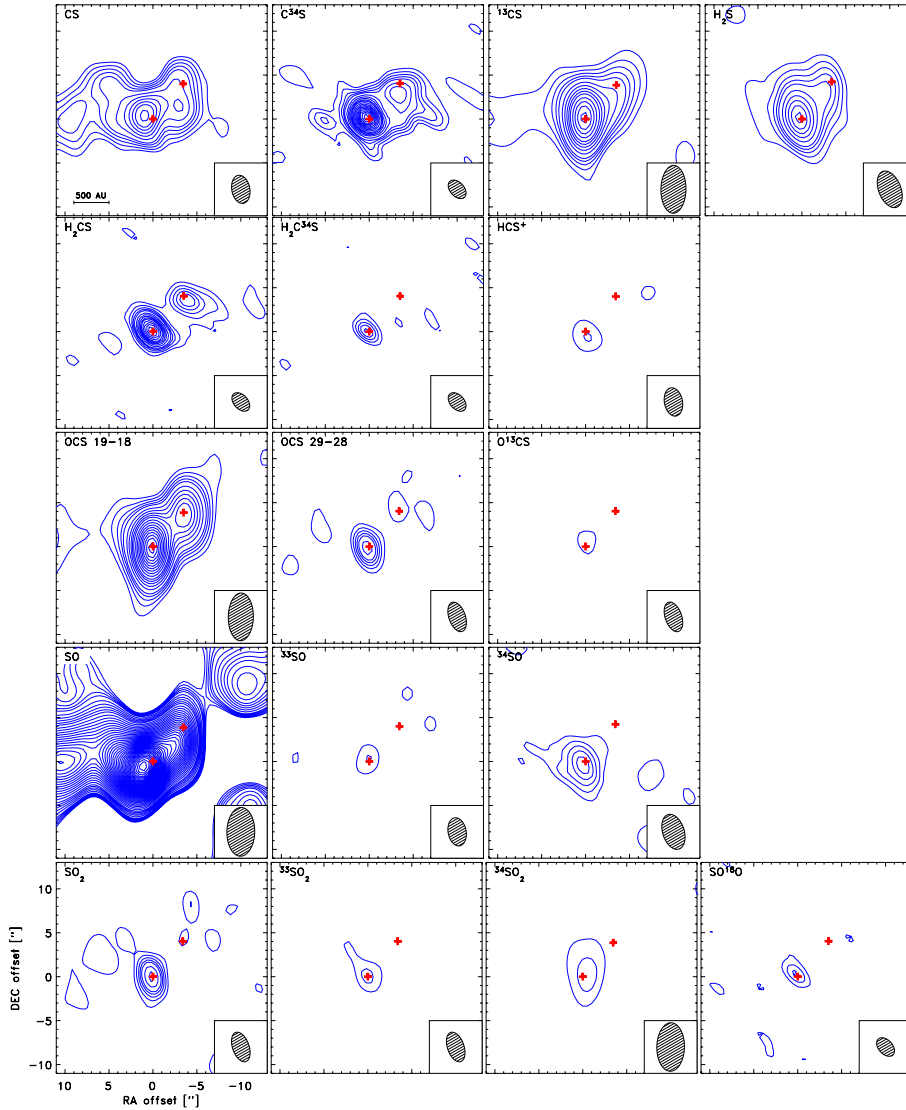 CS
C³⁴S
¹³CS
H₂S
500 AU
H₂CS
H₂C³⁴S
HCS⁺
OCS 19−18
OCS 29−28
O¹³CS
SO
³³SO
³⁴SO
SO₂
³³SO₂
³⁴SO₂
SO¹⁸O
10
5
0
−5
−10
DEC offset ["]
10 5 0 −5 −10
RA offset ["]